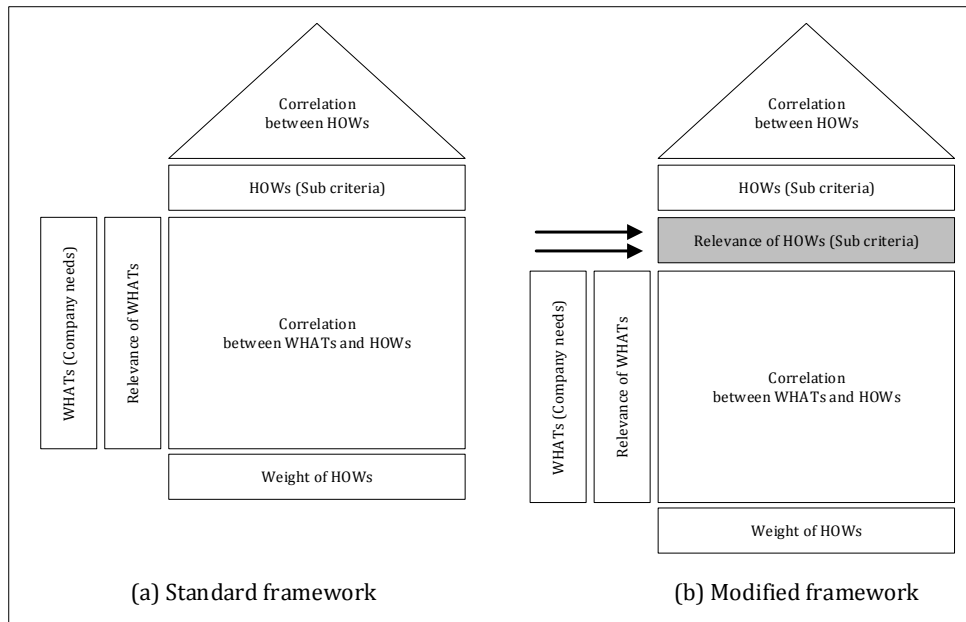 Correlation
between HOWs
HOWs (Sub criteria)
WHATs (Company needs)
Relevance of WHATs
Correlation
between WHATs and HOWs
Weight of HOWs
(a) Standard framework
Correlation
between HOWs
HOWs (Sub criteria)
Relevance of HOWs (Sub criteria)
WHATs (Company needs)
Relevance of WHATs
Correlation
between WHATs and HOWs
Weight of HOWs
(b) Modified framework